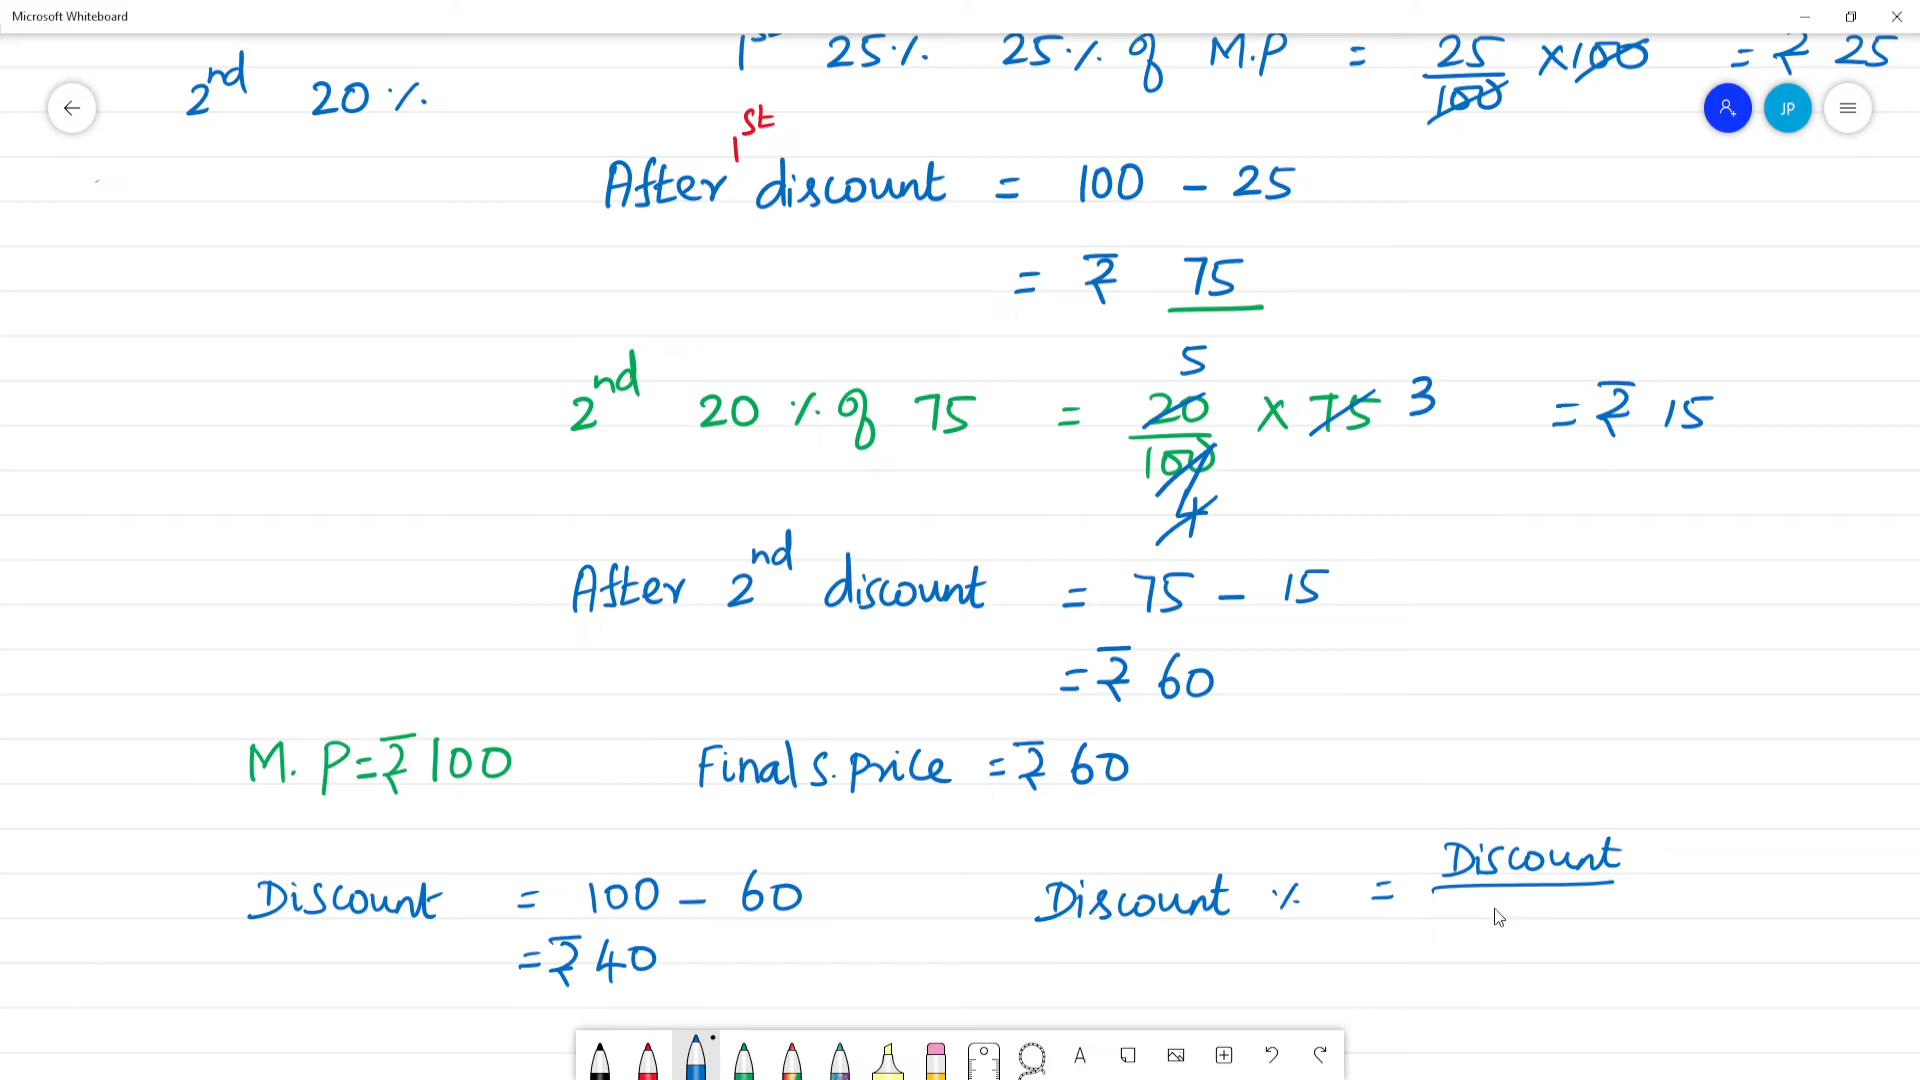 Microsoft Whiteboard
1st 25% 25% of M.P = 25/100 ×100 = ₹ 25
2nd 20%
JP
1st
After discount = 100 - 25
= ₹ 75
5
2nd 20% of 75 = 20/100 × 75 3 = ₹ 15
4
After 2nd discount = 75 - 15
= ₹ 60
M. P = ₹ 100 Final S. price = ₹ 60
Discount = 100 - 60 Discount % = Discount
= ₹ 40
A